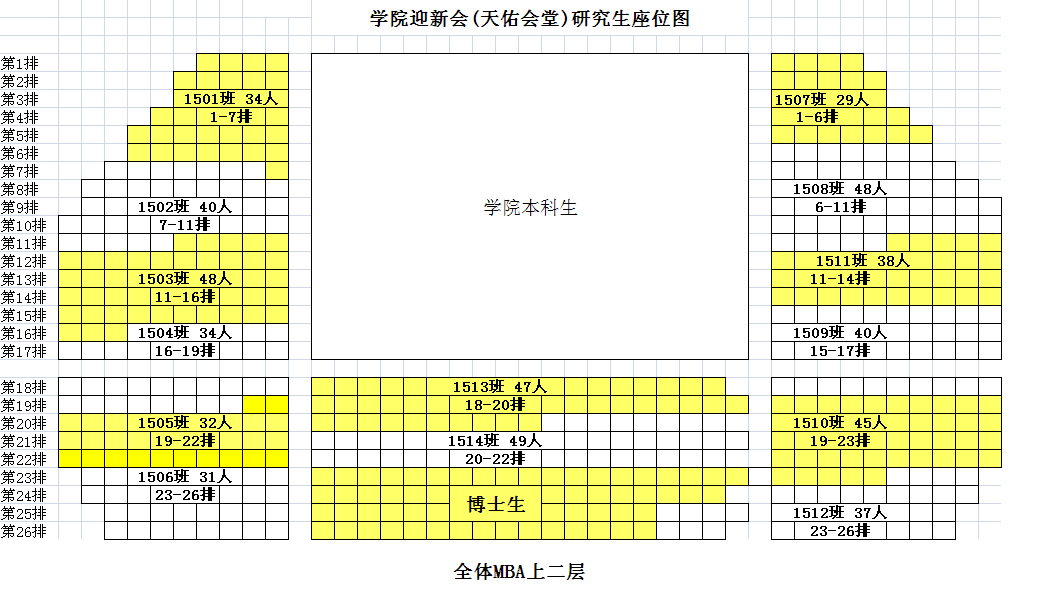 学院迎新会(天佑会堂)研究生座位图
第1排
第2排
第3排
1501班 34人
1507班 29人
第4排
1-7排
1-6排
第5排
第6排
第7排
第8排
1508班 48人
第9排
1502班 40人
学院本科生
6-11排
第10排
7-11排
第11排
第12排
1511班 38人
第13排
1503班 48人
11-14排
第14排
11-16排
第15排
第16排
1504班 34人
1509班 40人
第17排
16-19排
15-17排
第18排
1513班 47人
第19排
18-20排
第20排
1505班 32人
1510班 45人
第21排
19-22排
1514班 49人
19-23排
第22排
20-22排
第23排
1506班 31人
第24排
23-26排
博士生
第25排
1512班 37人
第26排
23-26排
全体MBA上二层